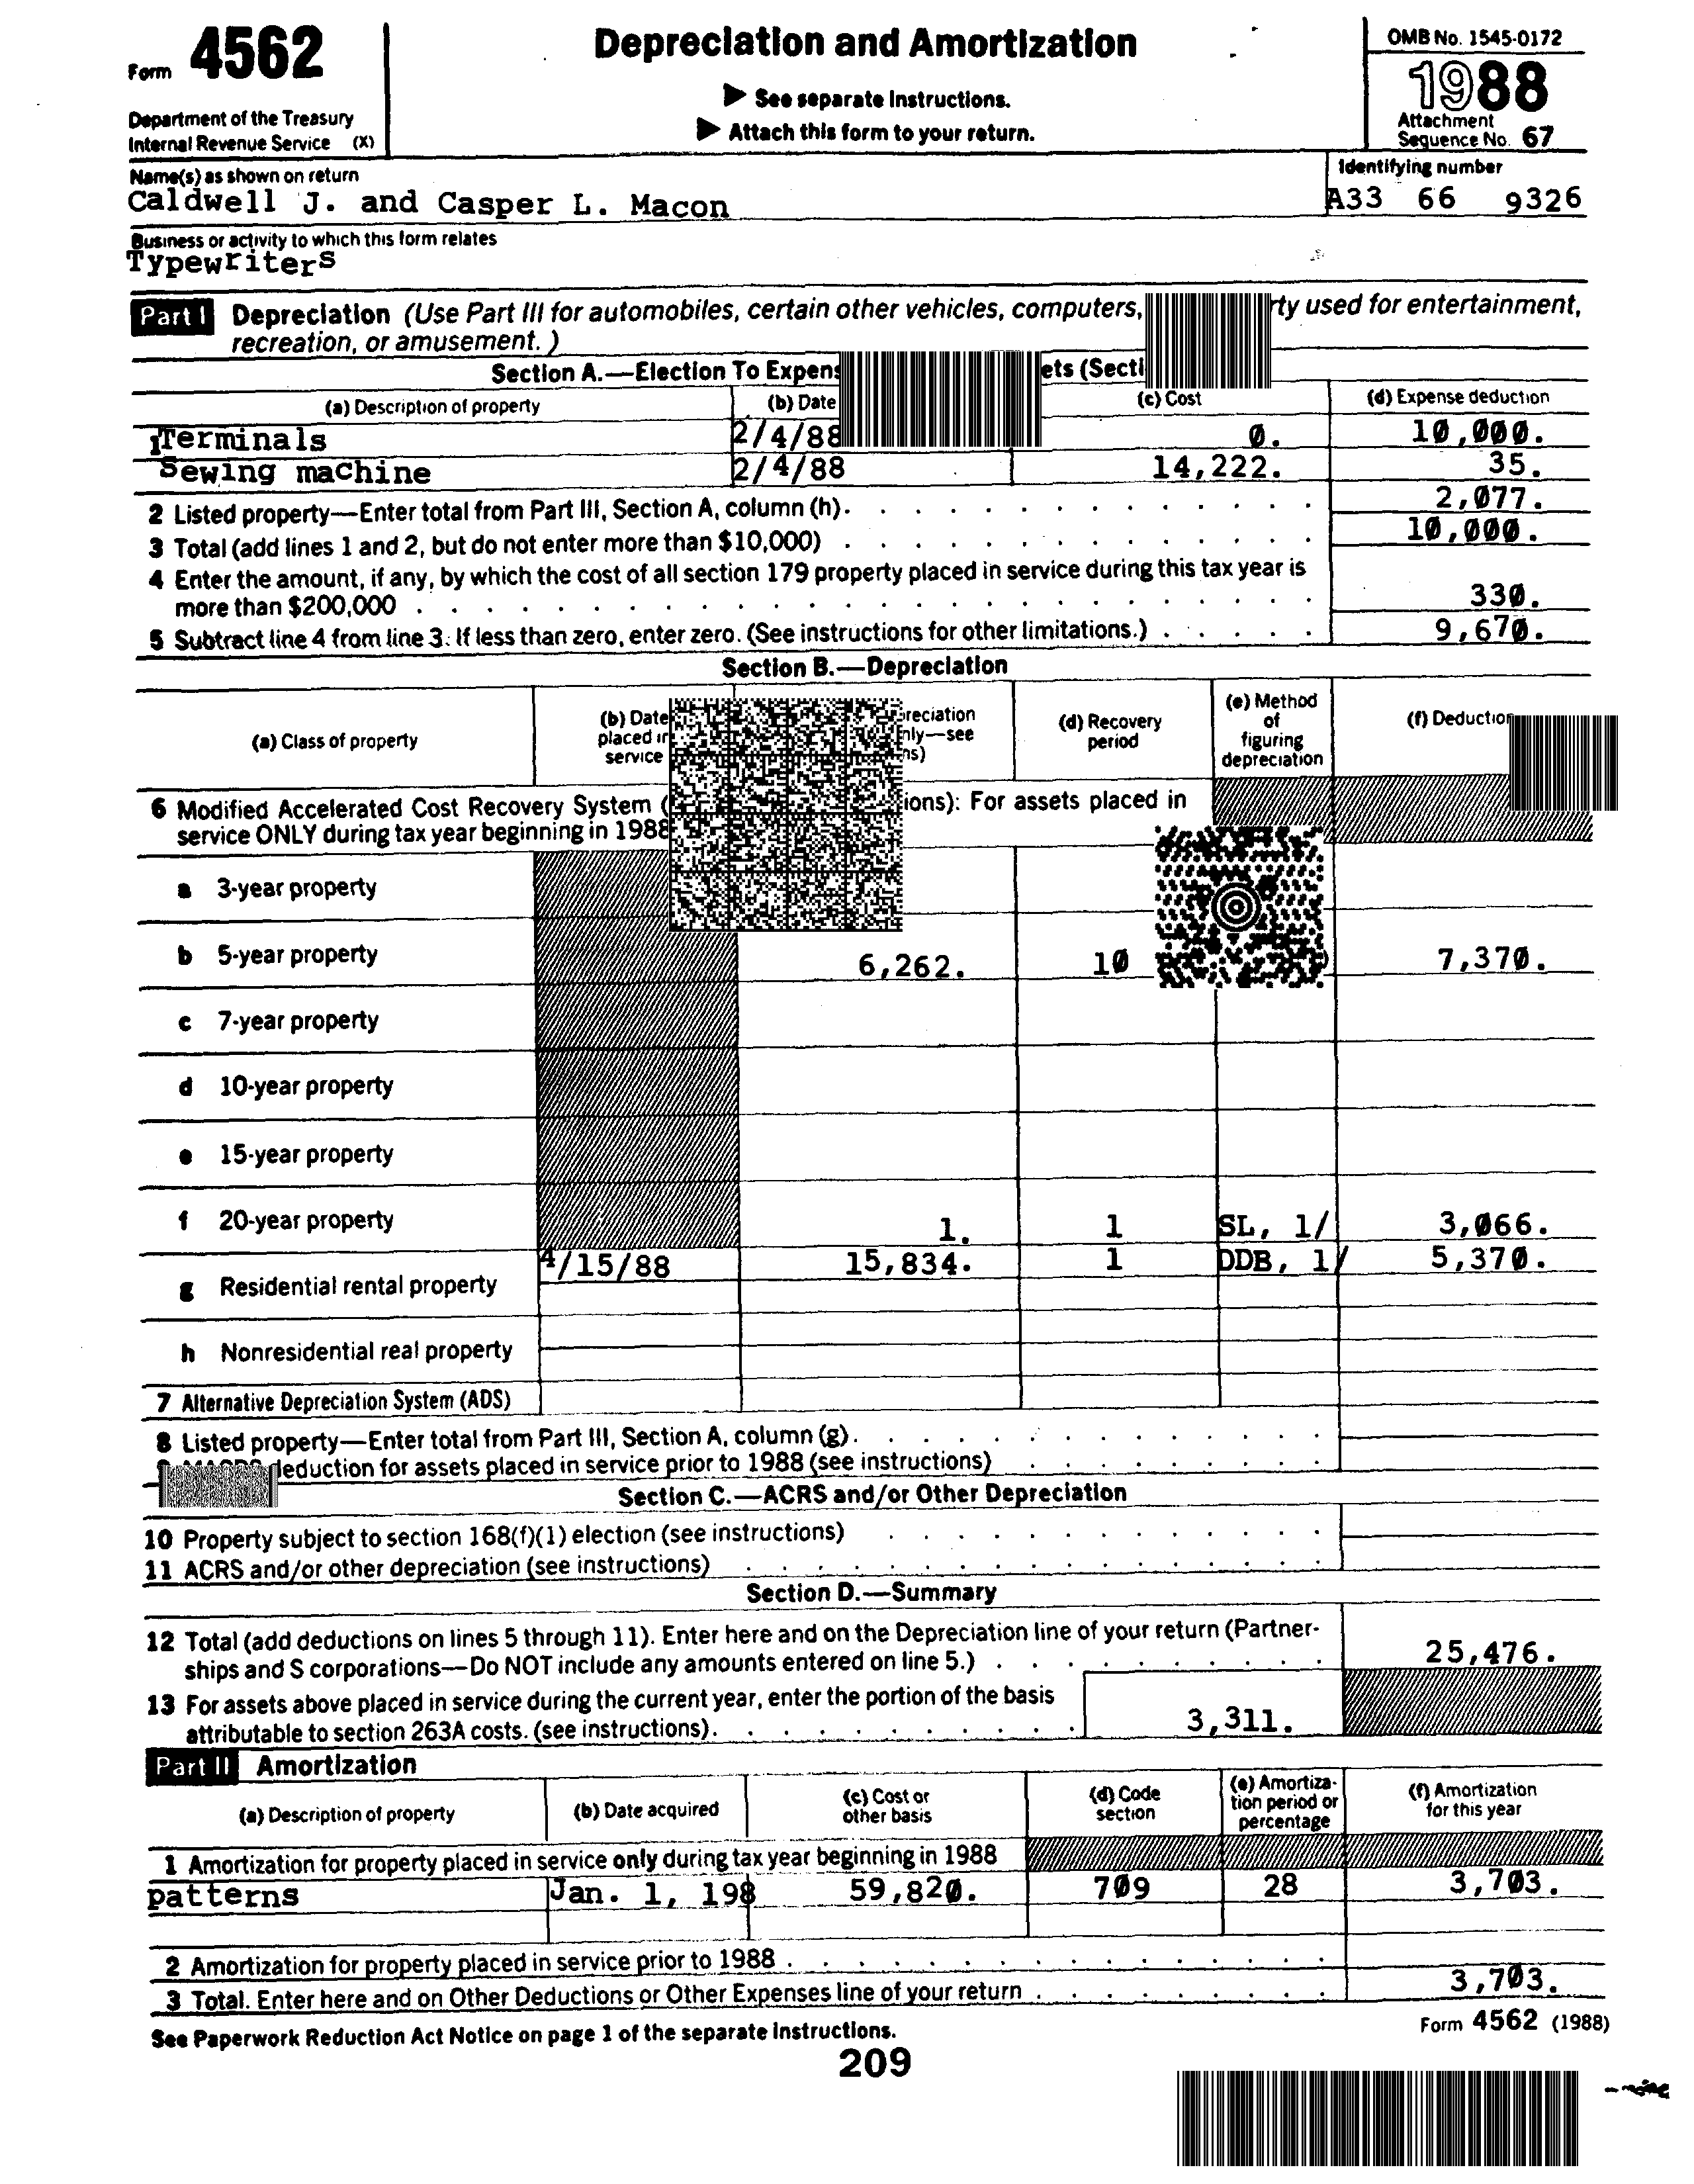 Form 4562
Department of the Treasury
Internal Revenue Service (X)
Depreciation and Amortization
▶ See separate Instructions.
▶ Attach this form to your return.
OMB No. 1545-0172
1988
Attachment
Sequence No. 67
Name(s) as shown on return
Caldwell J. and Casper L. Macon
Identifying number
A33 66 9326
Business or activity to which this form relates
Typewriters
Part I Depreciation (Use Part III for automobiles, certain other vehicles, computers, used for entertainment,
recreation, or amusement.)
Section A.—Election To
(a) Description of property (b) Date (c) Cost (d) Expense deduction
1 Terminals 2/4/88 0. 10,000.
Sewing machine 2/4/88 14,222. 35.
2 Listed property—Enter total from Part III, Section A, column (h) . 2,077.
3 Total (add lines 1 and 2, but do not enter more than $10,000) . 10,000.
4 Enter the amount, if any, by which the cost of all section 179 property placed in service during this tax year is
more than $200,000 . 330.
5 Subtract line 4 from line 3. If less than zero, enter zero. (See instructions for other limitations.) . 9,670.
Section B.—Depreciation
(a) Class of property
(b) Date
placed in
service
see
(d) Recovery
period
(e) Method
of
figuring
depreciation
(f) Deduction
6 Modified Accelerated Cost Recovery System ( For assets placed in
service ONLY during tax year beginning in 1988
a 3-year property
b 5-year property 6,262. 10 7,370.
c 7-year property
d 10-year property
e 15-year property
f 20-year property 1. 1 SL, 1/ 3,066.
4/15/88 15,834. 1 DDB, 1/ 5,370.
g Residential rental property
h Nonresidential real property
7 Alternative Depreciation System (ADS)
8 Listed property—Enter total from Part III, Section A, column (g) .
deduction for assets placed in service prior to 1988 (see instructions) .
Section C.—ACRS and/or Other Depreciation
10 Property subject to section 168(f)(1) election (see instructions) .
11 ACRS and/or other depreciation (see instructions) .
Section D.—Summary
12 Total (add deductions on lines 5 through 11). Enter here and on the Depreciation line of your return (Partner-
ships and S corporations—Do NOT include any amounts entered on line 5.) . 25,476.
13 For assets above placed in service during the current year, enter the portion of the basis
attributable to section 263A costs. (see instructions) . 3,311.
Part II Amortization
(a) Description of property
(b) Date acquired
(c) Cost or
other basis
(d) Code
section
(e) Amortiza-
tion period or
percentage
(f) Amortization
for this year
1 Amortization for property placed in service only during tax year beginning in 1988
patterns Jan. 1, 198 59,820. 709 28 3,703.
2 Amortization for property placed in service prior to 1988 .
3 Total. Enter here and on Other Deductions or Other Expenses line of your return . 3,703.
See Paperwork Reduction Act Notice on page 1 of the separate Instructions.
Form 4562 (1988)
209